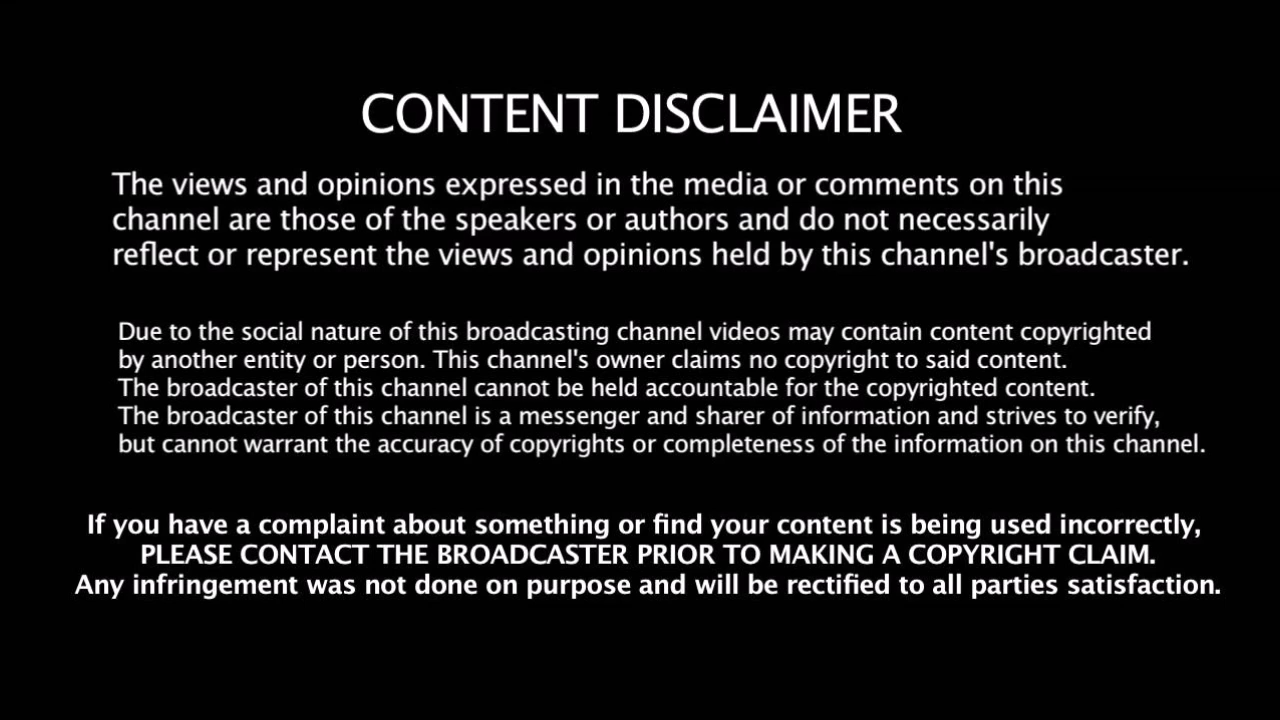 CONTENT DISCLAIMER
The views and opinions expressed in the media or comments on this
channel are those of the speakers or authors and do not necessarily
reflect or represent the views and opinions held by this channel's broadcaster.
Due to the social nature of this broadcasting channel videos may contain content copyrighted
by another entity or person. This channel's owner claims no copyright to said content.
The broadcaster of this channel cannot be held accountable for the copyrighted content.
The broadcaster of this channel is a messenger and sharer of information and strives to verify,
but cannot warrant the accuracy of copyrights or completeness of the information on this channel.
If you have a complaint about something or find your content is being used incorrectly,
PLEASE CONTACT THE BROADCASTER PRIOR TO MAKING A COPYRIGHT CLAIM.
Any infringement was not done on purpose and will be rectified to all parties satisfaction.